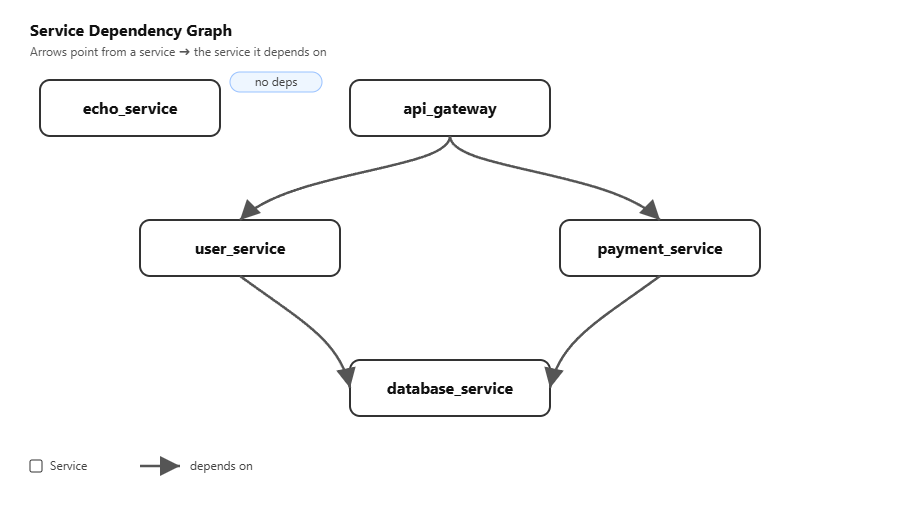 Service Dependency Graph
Arrows point from a service → the service it depends on
no deps
echo_service
api_gateway
user_service
payment_service
database_service
Service
depends on